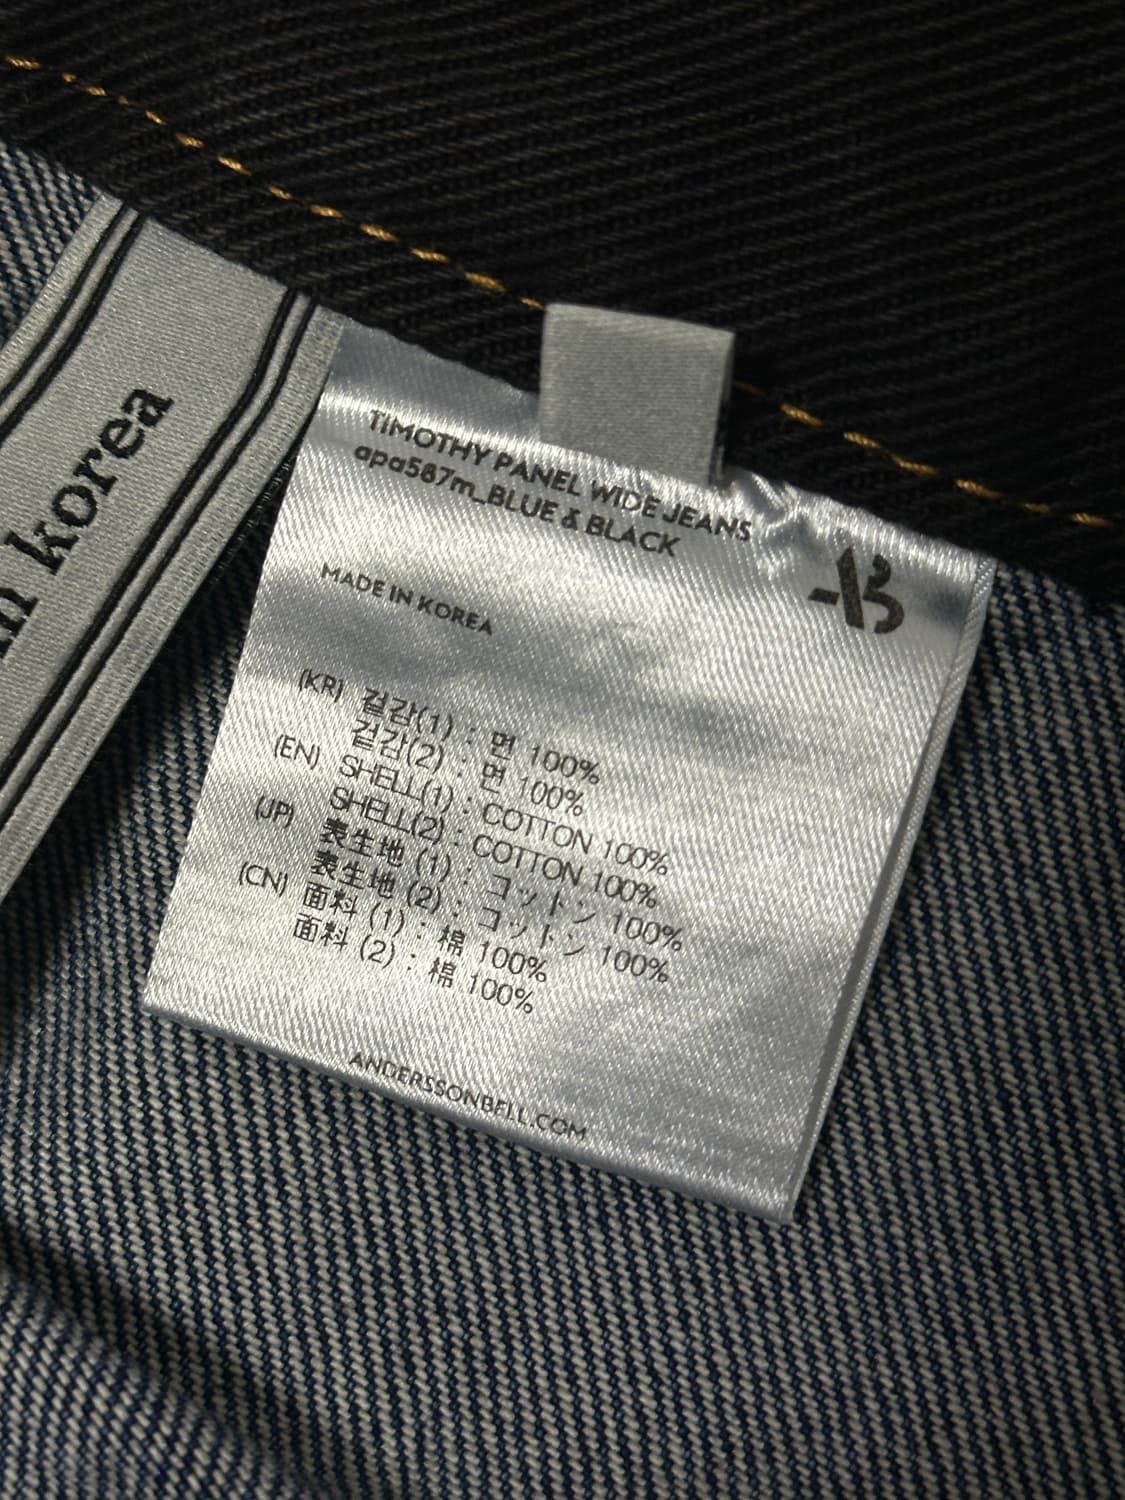 TIMOTHY PANEL WIDE JEANS
apa567m_BLUE & BLACK
MADE IN KOREA
(KR) 겉감(1) : 면 100%
겉감(2) : 면 100%
(EN) SHELL(1) : COTTON 100%
SHELL(2) : COTTON 100%
(JP) 表生地 (1) : コットン 100%
表生地 (2) : コットン 100%
(CN) 面料 (1) : 棉 100%
面料 (2) : 棉 100%
ANDERSSONBELL.COM
korea